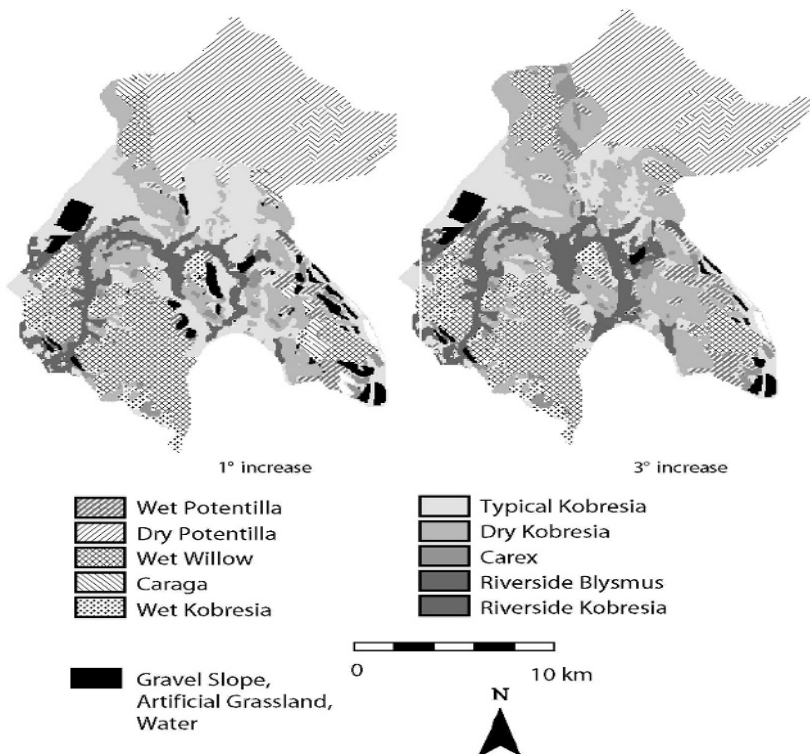 1° increase
3° increase
Wet Potentilla
Dry Potentilla
Wet Willow
Caraga
Wet Kobresia
Typical Kobresia
Dry Kobresia
Carex
Riverside Blysmus
Riverside Kobresia
Gravel Slope,
Artificial Grassland,
Water
0 10 km
N